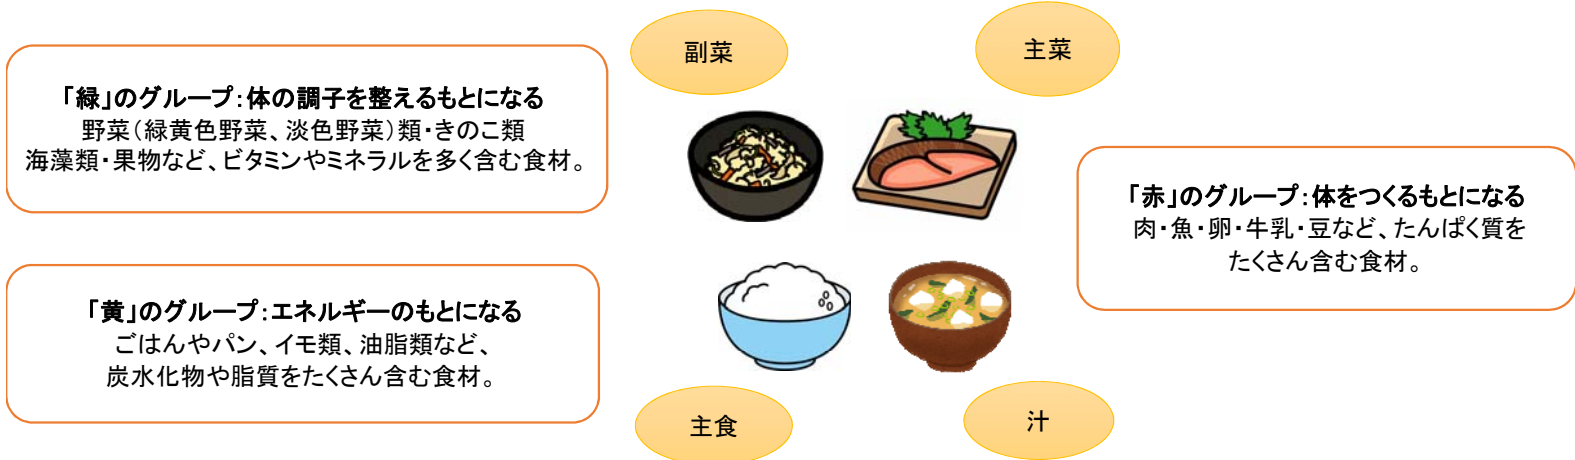 副菜
主菜
「緑」のグループ:体の調子を整えるもとになる
野菜(緑黄色野菜、淡色野菜)類・きのこ類
海藻類・果物など、ビタミンやミネラルを多く含む食材。
「赤」のグループ:体をつくるもとになる
肉・魚・卵・牛乳・豆など、たんぱく質を
たくさん含む食材。
「黄」のグループ:エネルギーのもとになる
ごはんやパン、イモ類、油脂類など、
炭水化物や脂質をたくさん含む食材。
主食
汁